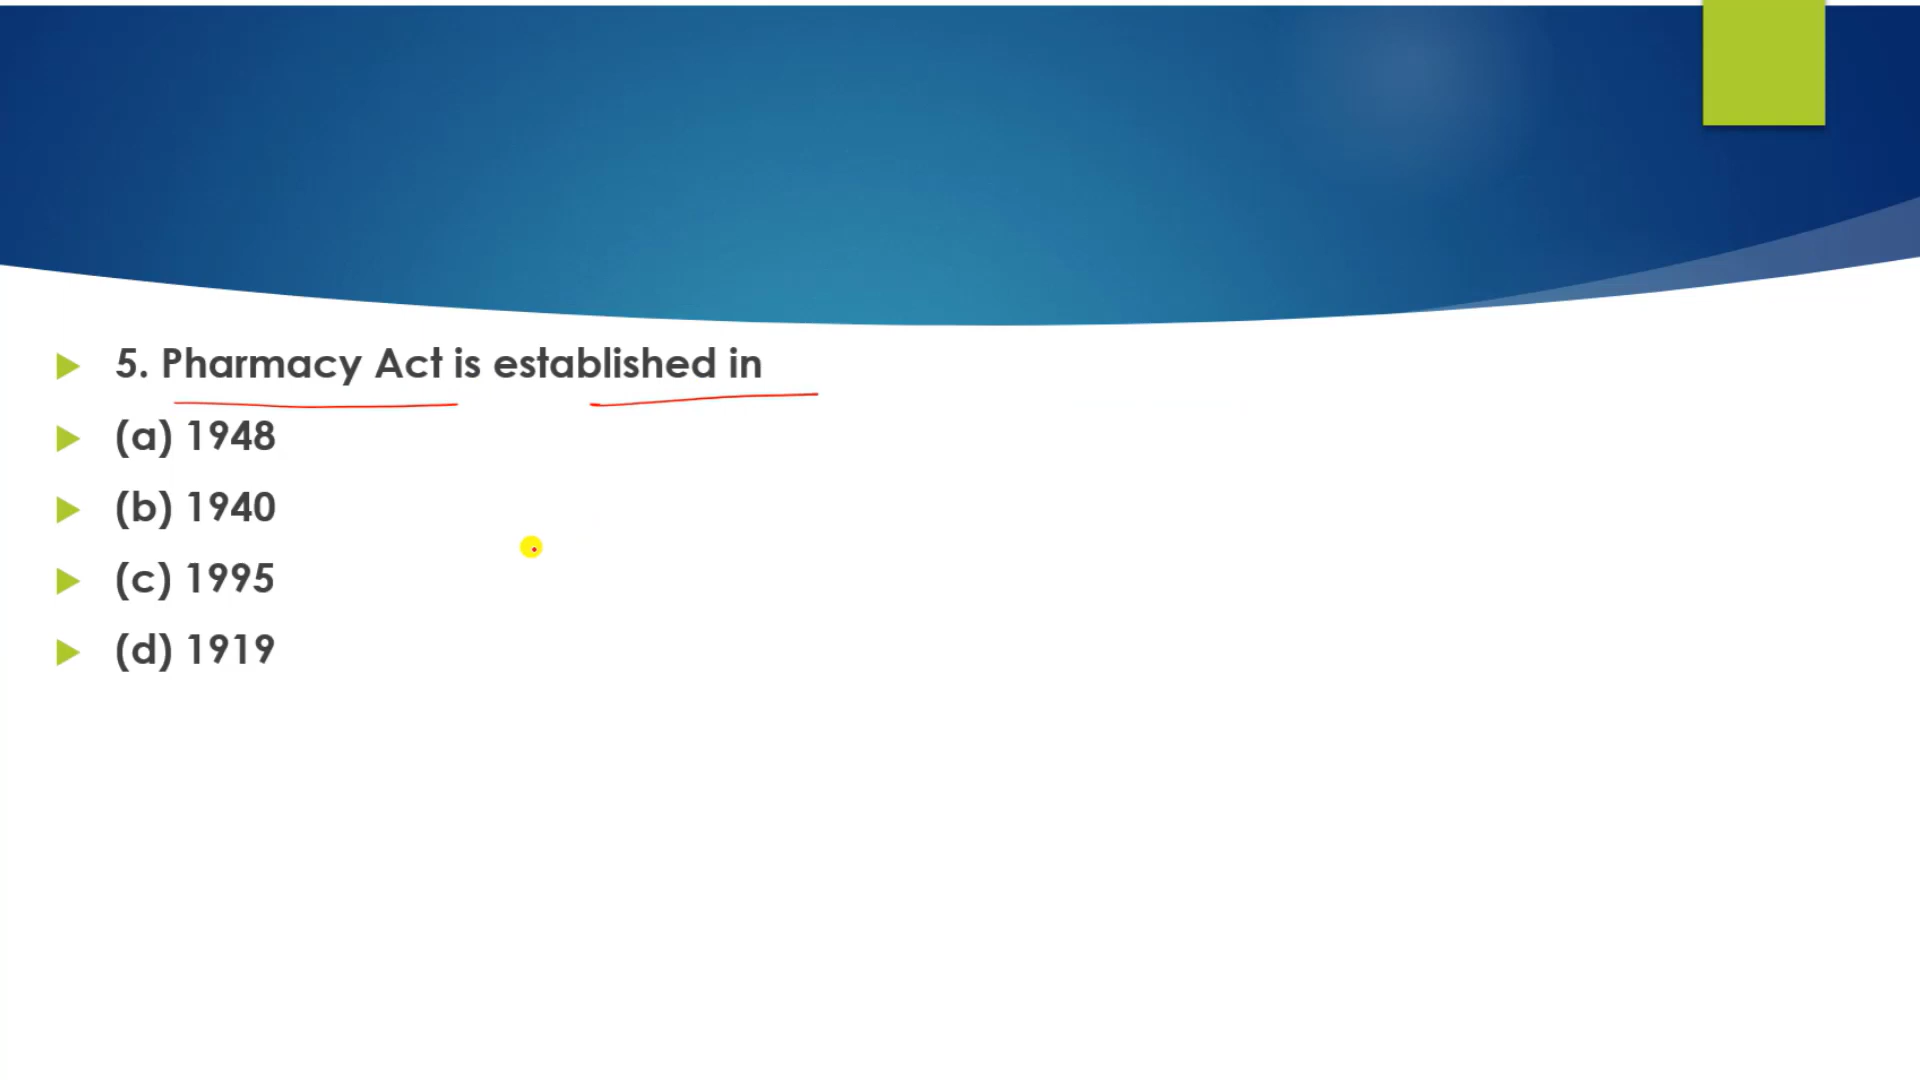 5. Pharmacy Act is established in
(a) 1948
(b) 1940
(c) 1995
(d) 1919